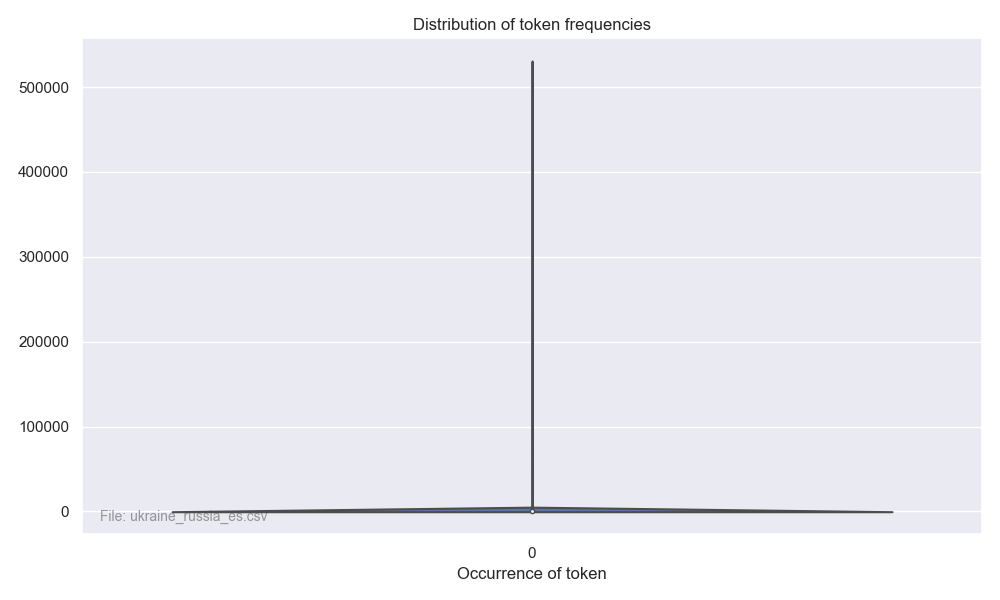 Distribution of token frequencies
500000
400000
300000
200000
100000
0
File: ukraine_russia_es.csv
0
Occurrence of token